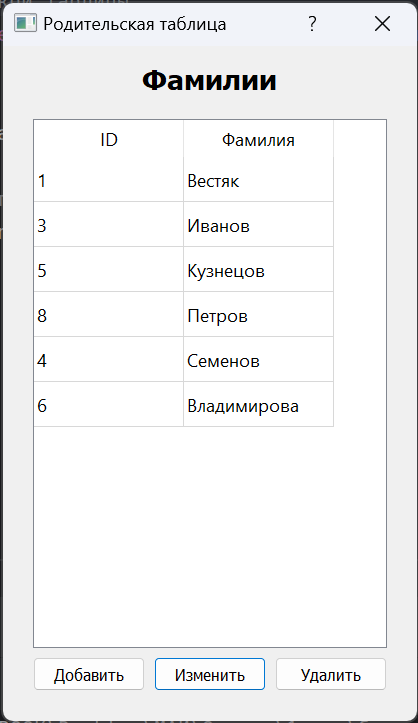 Родительская таблица ?
Фамилии
ID Фамилия
1 Вестяк
3 Иванов
5 Кузнецов
8 Петров
4 Семенов
6 Владимирова
Добавить Изменить Удалить